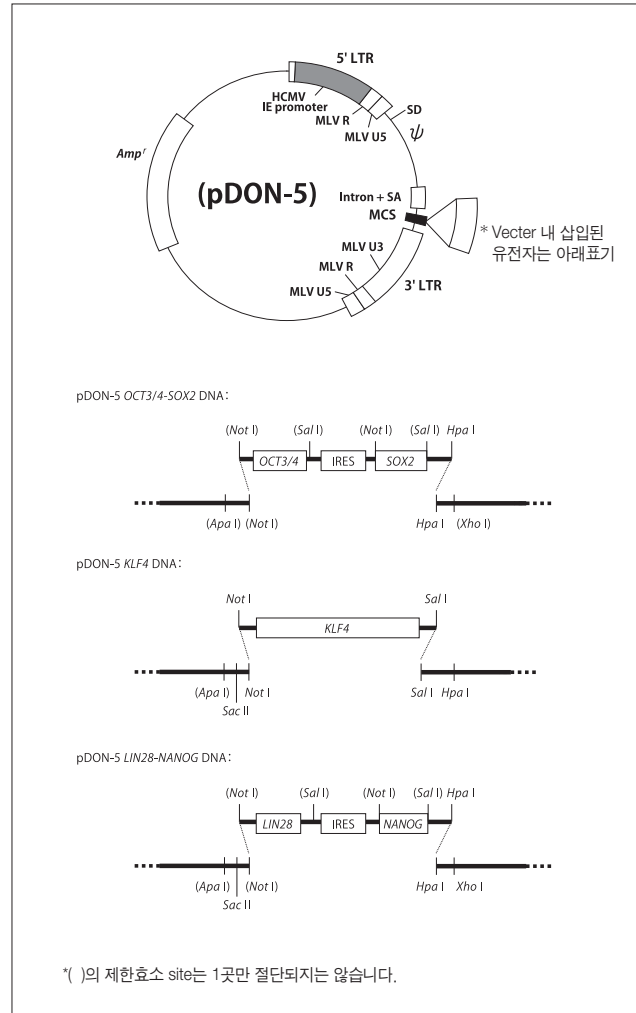 5' LTR
HCMV
IE promoter
MLV R
MLV U5
SD
ψ
Amp^r
(pDON-5)
Intron + SA
MCS
* Vecter 내 삽입된
유전자는 아래표기
MLV U3
MLV R
MLV U5
3' LTR
pDON-5 OCT3/4-SOX2 DNA:
(Not I) (Sal I) (Not I) (Sal I) Hpa I
OCT3/4 IRES SOX2
(Apa I) (Not I) Hpa I (Xho I)
pDON-5 KLF4 DNA:
Not I Sal I
KLF4
(Apa I) Not I Sal I Hpa I
Sac II
pDON-5 LIN28-NANOG DNA:
(Not I) (Sal I) (Not I) (Sal I) Hpa I
LIN28 IRES NANOG
(Apa I) (Not I) Hpa I Xho I
Sac II
*( )의 제한효소 site는 1곳만 절단되지는 않습니다.